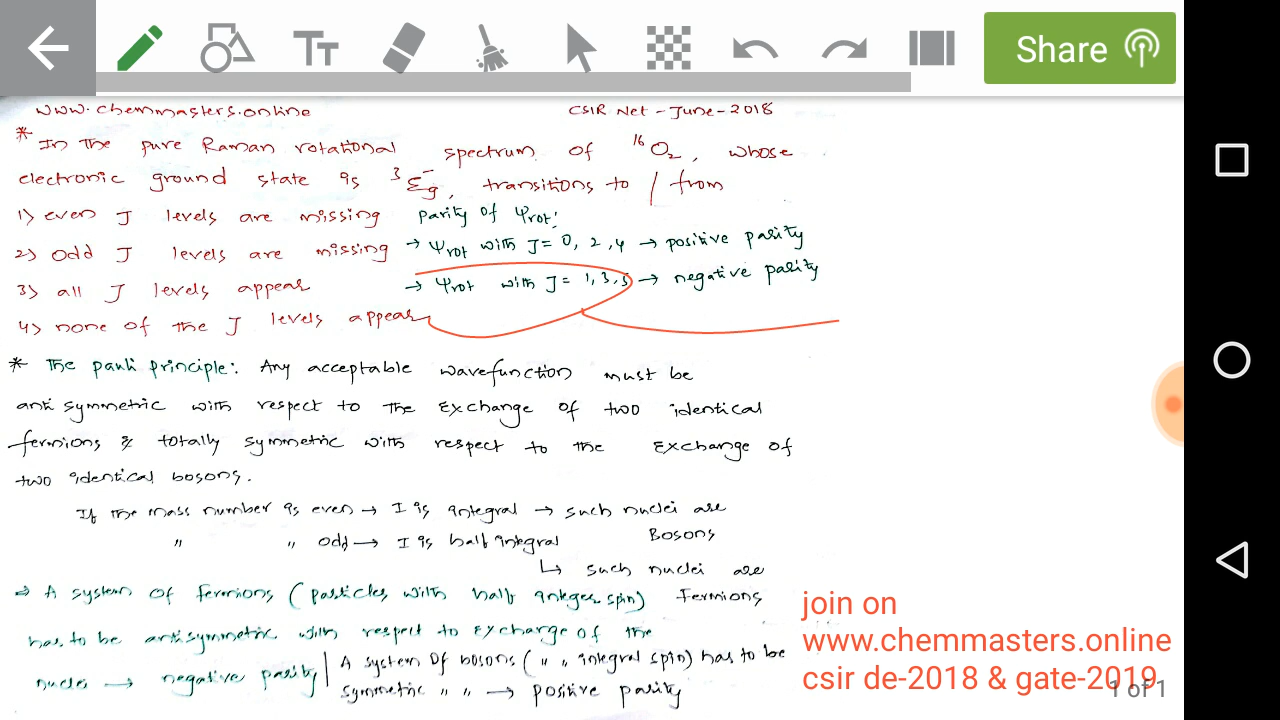 Share
www.chemmasters.online CSIR Net - June - 2018
* In the pure Raman rotational spectrum of ¹⁶O₂, whose
electronic ground state is ³Σg⁻, transitions to / from
1) even J levels are missing
2) odd J levels are missing
3) all J levels appear
4) none of the J levels appear
parity of Ψrot:
→ Ψrot with J = 0, 2, 4 → positive parity
→ Ψrot with J = 1, 3, 5 → negative parity
* The pauli principle: Any acceptable wavefunction must be
anti symmetric with respect to the Exchange of two identical
fermions & totally symmetric with respect to the Exchange of
two identical bosons.
If the mass number is even → I is integral → such nuclei are
Bosons
" " odd → I is half integral
↳ such nuclei are
Fermions
⇒ A system of fermions (particles with half integer spin)
has to be antisymmetric with respect to exchange of the
nuclei → negative parity
A system of bosons ( " " integral spin) has to be
symmetric " " → positive parity
join on
www.chemmasters.online
csir de-2018 & gate-2019
1 of 1